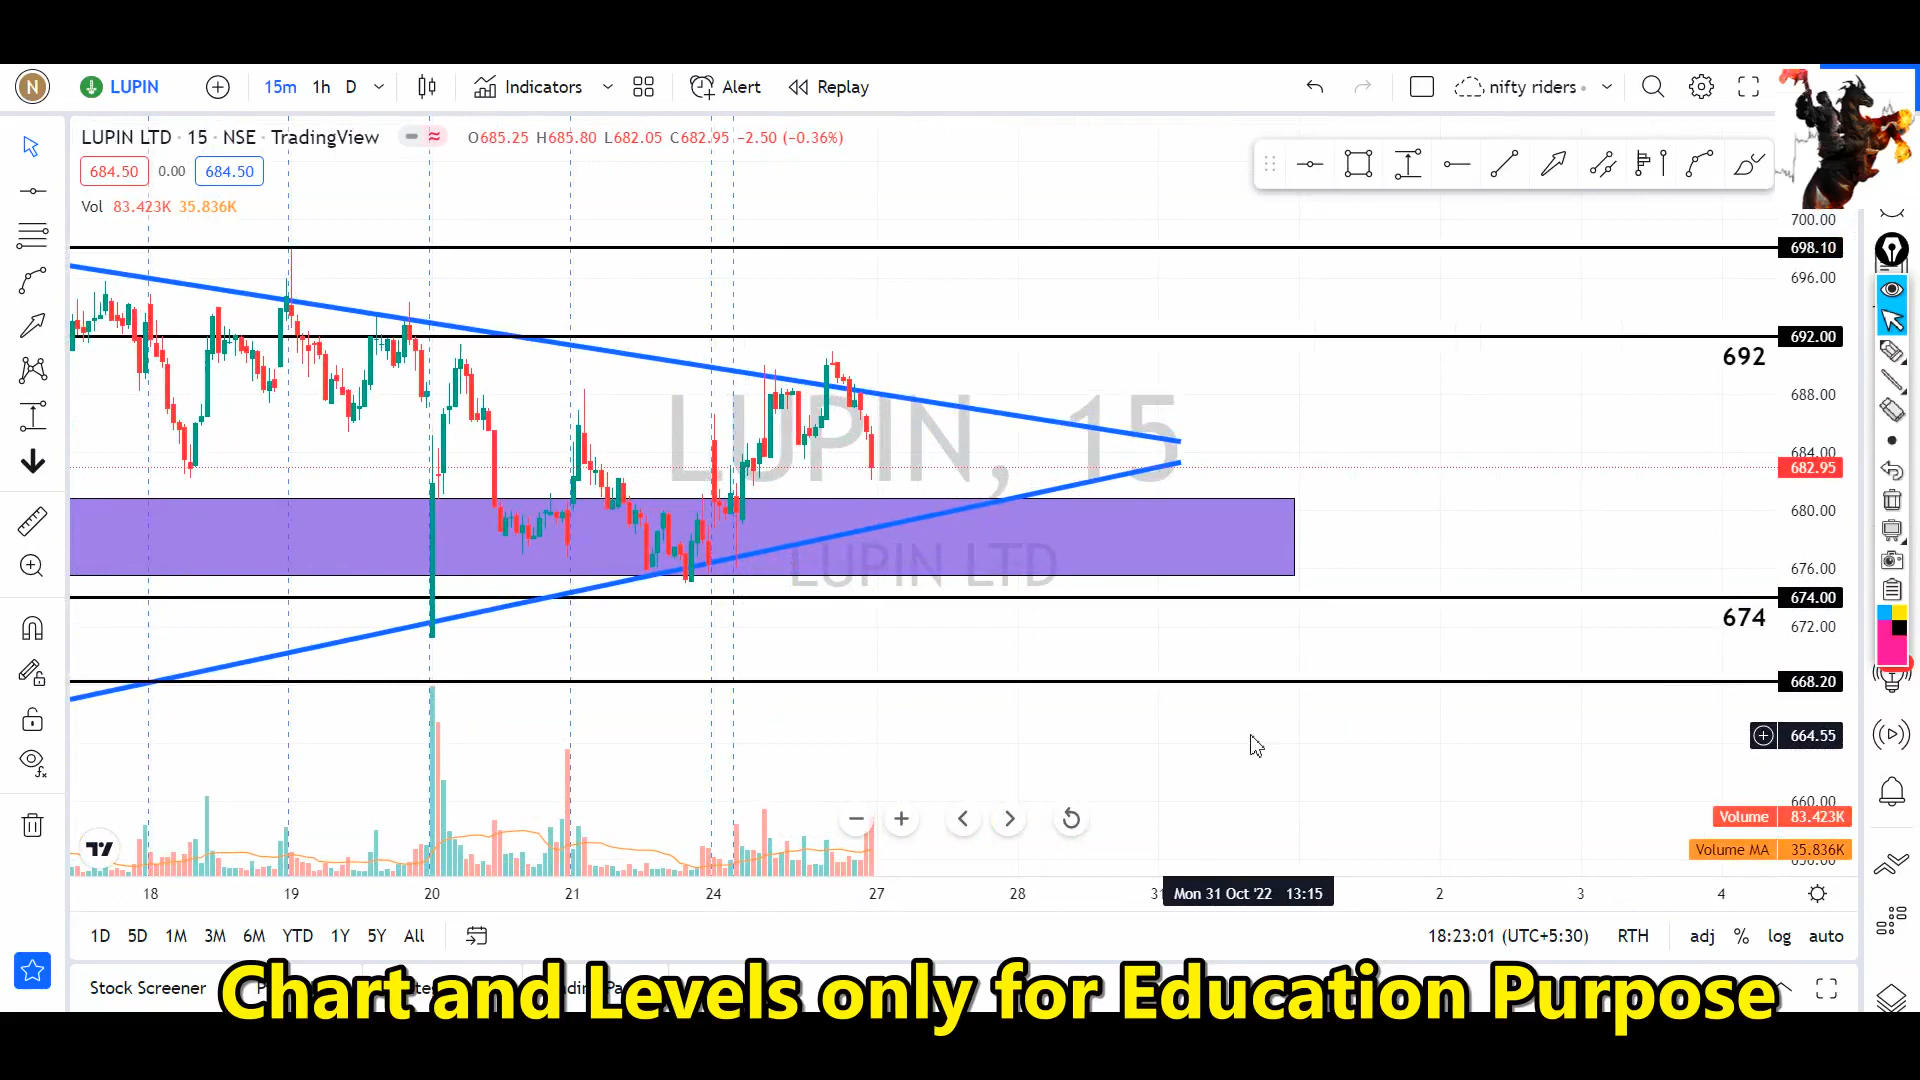 N LUPIN 15m 1h D Indicators Alert Replay nifty riders
LUPIN LTD · 15 · NSE · TradingView O685.25 H685.80 L682.05 C682.95 −2.50 (−0.36%)
684.50 0.00 684.50
Vol 83.423K 35.836K
700.00
698.10
696.00
692.00
692
688.00
LUPIN, 15
684.00
682.95
680.00
LUPIN LTD
676.00
674.00
674
672.00
668.20
664.55
660.00
Volume 83.423K
Volume MA 35.836K
18 19 20 21 24 27 28 Mon 31 Oct '22 13:15 2 3 4
1D 5D 1M 3M 6M YTD 1Y 5Y All 18:23:01 (UTC+5:30) RTH adj % log auto
Stock Screener
Chart and Levels only for Education Purpose